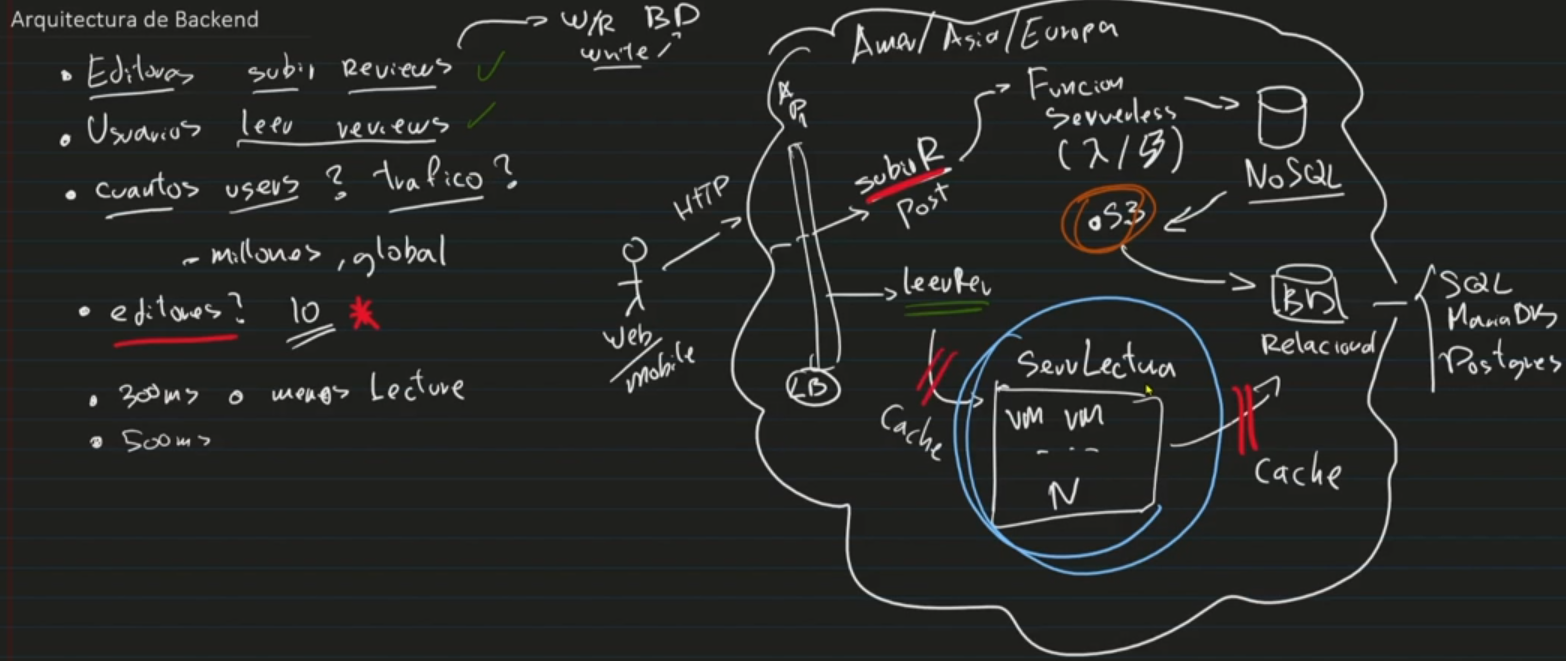 Arquitectura de Backend
• Editores subir Reviews ✓
W/R BD
write
• Usuarios leer reviews ✓
• cuantos users? trafico?
- millones, global
• editores? 10 *
• 300ms o menos Lecture
• 500ms
Amer/Asia/Europa
API
HTTP
Web/mobile
LB
subirR
Post
Funcion
Serverless
NoSQL
S3
leerRev
Cache
ServLectura
VM VM
N
Cache
BD
Relacional
SQL
MariaDB
Postgres